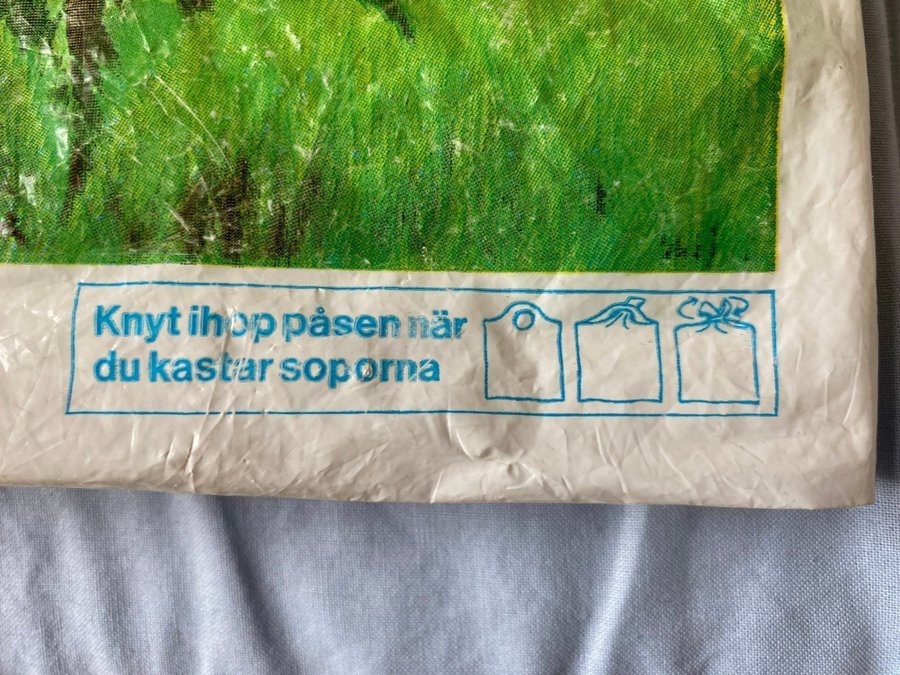 Knyt ihop påsen när
du kastar soporna